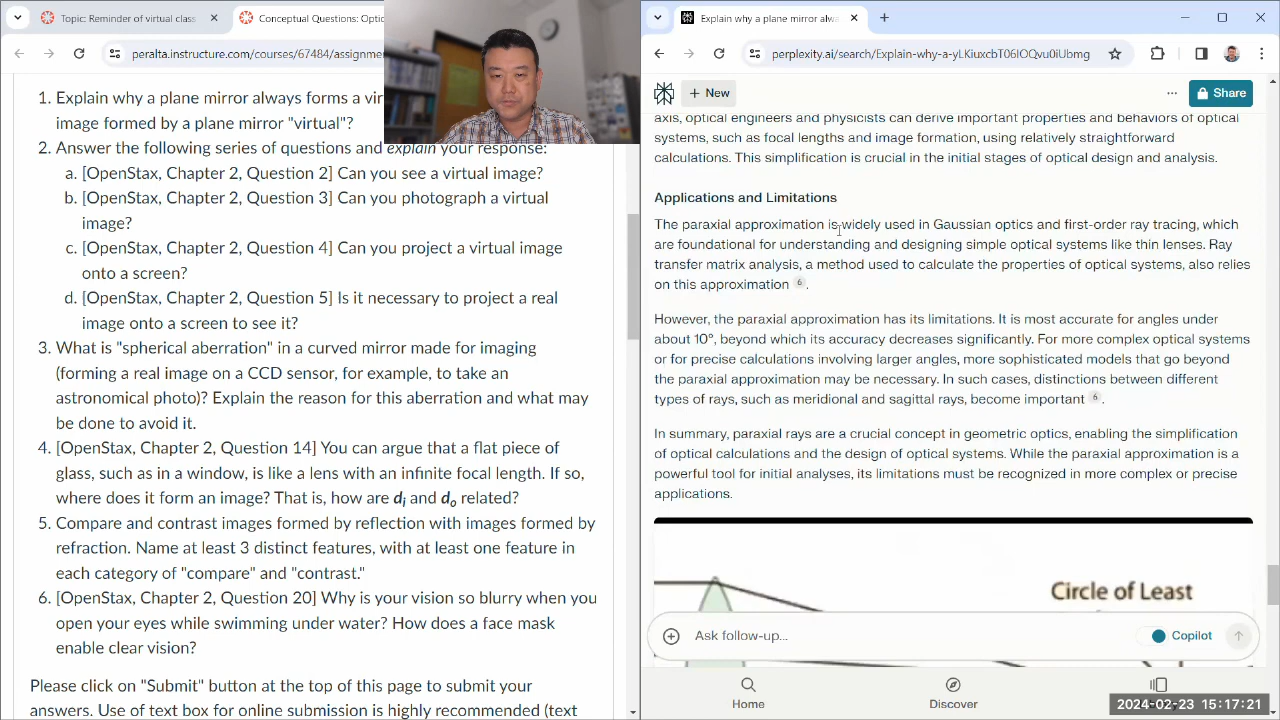 Topic: Reminder of virtual class
Conceptual Questions: Optic
Explain why a plane mirror alwa
peralta.instructure.com/courses/67484/assignme
perplexity.ai/search/Explain-why-a-yLKiuxcbT06IOQvu0iUbmg
+ New
Share
1. Explain why a plane mirror always forms a vir
image formed by a plane mirror "virtual"?
2. Answer the following series of questions and explain your response:
a. [OpenStax, Chapter 2, Question 2] Can you see a virtual image?
b. [OpenStax, Chapter 2, Question 3] Can you photograph a virtual
image?
c. [OpenStax, Chapter 2, Question 4] Can you project a virtual image
onto a screen?
d. [OpenStax, Chapter 2, Question 5] Is it necessary to project a real
image onto a screen to see it?
3. What is "spherical aberration" in a curved mirror made for imaging
(forming a real image on a CCD sensor, for example, to take an
astronomical photo)? Explain the reason for this aberration and what may
be done to avoid it.
4. [OpenStax, Chapter 2, Question 14] You can argue that a flat piece of
glass, such as in a window, is like a lens with an infinite focal length. If so,
where does it form an image? That is, how are di and do related?
5. Compare and contrast images formed by reflection with images formed by
refraction. Name at least 3 distinct features, with at least one feature in
each category of "compare" and "contrast."
6. [OpenStax, Chapter 2, Question 20] Why is your vision so blurry when you
open your eyes while swimming under water? How does a face mask
enable clear vision?
Please click on "Submit" button at the top of this page to submit your
answers. Use of text box for online submission is highly recommended (text
axis, optical engineers and physicists can derive important properties and behaviors of optical
systems, such as focal lengths and image formation, using relatively straightforward
calculations. This simplification is crucial in the initial stages of optical design and analysis.
Applications and Limitations
The paraxial approximation is widely used in Gaussian optics and first-order ray tracing, which
are foundational for understanding and designing simple optical systems like thin lenses. Ray
transfer matrix analysis, a method used to calculate the properties of optical systems, also relies
on this approximation 6 .
However, the paraxial approximation has its limitations. It is most accurate for angles under
about 10°, beyond which its accuracy decreases significantly. For more complex optical systems
or for precise calculations involving larger angles, more sophisticated models that go beyond
the paraxial approximation may be necessary. In such cases, distinctions between different
types of rays, such as meridional and sagittal rays, become important 6 .
In summary, paraxial rays are a crucial concept in geometric optics, enabling the simplification
of optical calculations and the design of optical systems. While the paraxial approximation is a
powerful tool for initial analyses, its limitations must be recognized in more complex or precise
applications.
Circle of Least
Ask follow-up...
Copilot
Home
Discover
2024-02-23 15:17:21